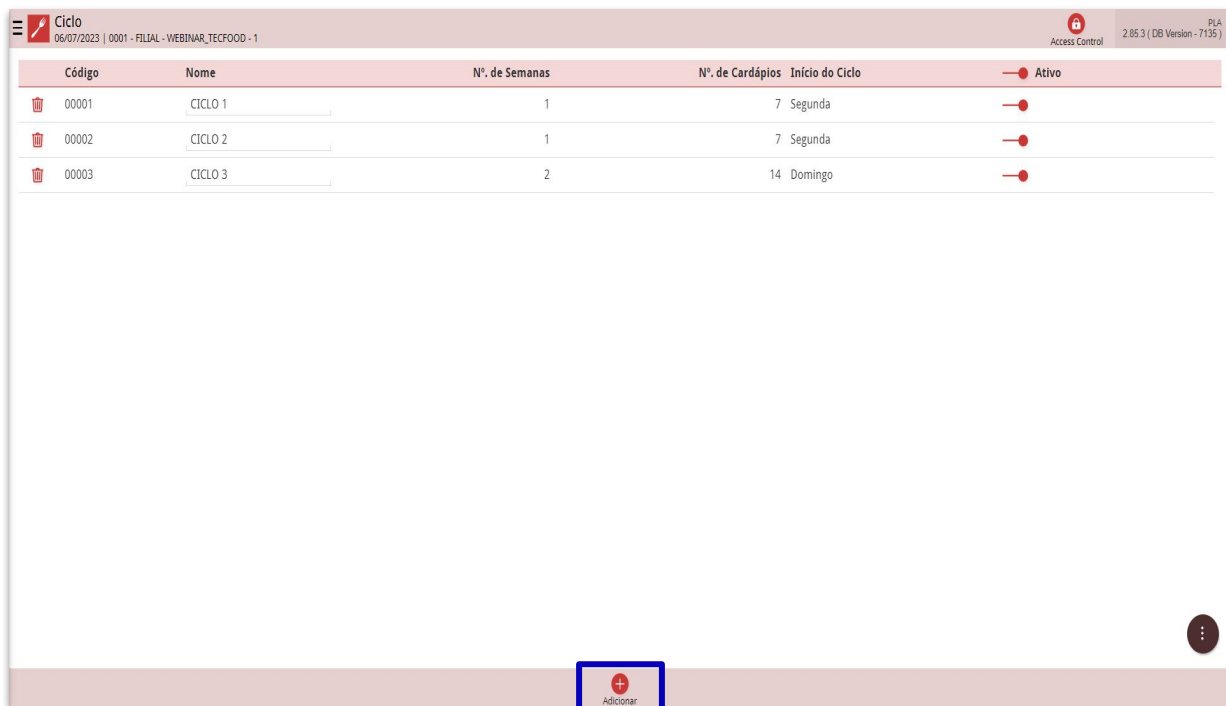 Ciclo
06/07/2023 | 0001 - FILIAL - WEBINAR_TECFOOD - 1
Access Control
PLA
2.85.3 ( DB Version - 7135 )
Código Nome Nº. de Semanas Nº. de Cardápios Início do Ciclo Ativo
00001 CICLO 1 1 7 Segunda
00002 CICLO 2 1 7 Segunda
00003 CICLO 3 2 14 Domingo
Adicionar